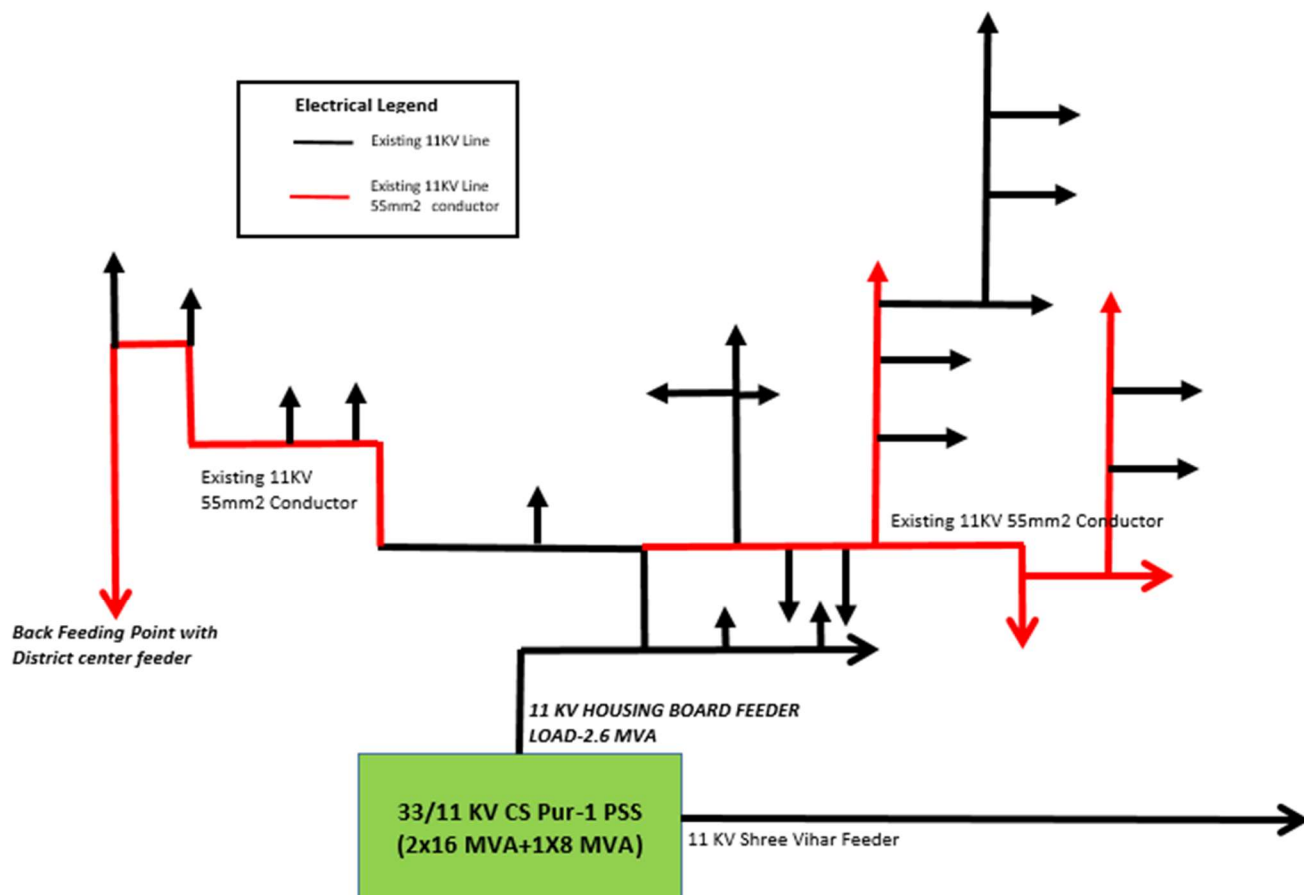 Electrical Legend
Existing 11KV Line
Existing 11KV Line
55mm2 conductor
Existing 11KV
55mm2 Conductor
Existing 11KV 55mm2 Conductor
Back Feeding Point with
District center feeder
11 KV HOUSING BOARD FEEDER
LOAD-2.6 MVA
33/11 KV CS Pur-1 PSS
(2x16 MVA+1X8 MVA)
11 KV Shree Vihar Feeder